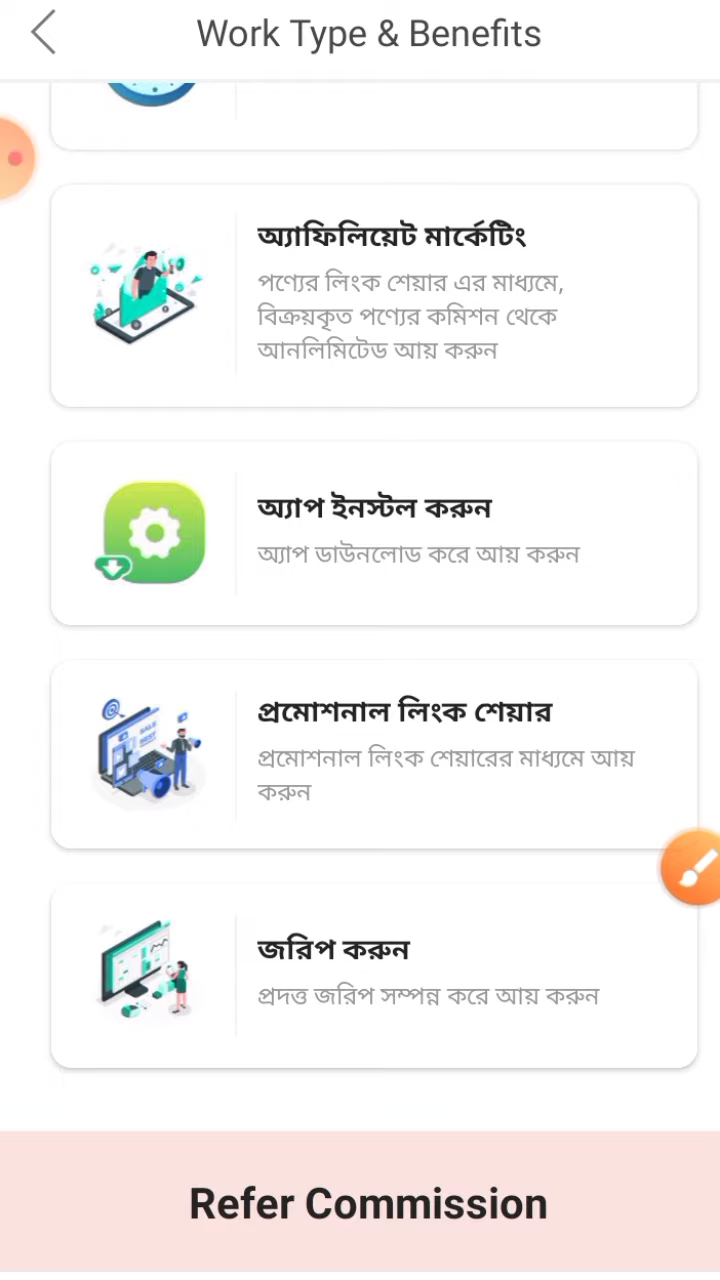 Work Type & Benefits
অ্যাফিলিয়েট মার্কেটিং
পণ্যের লিংক শেয়ার এর মাধ্যমে,
বিক্রয়কৃত পণ্যের কমিশন থেকে
আনলিমিটেড আয় করুন
অ্যাপ ইনস্টল করুন
অ্যাপ ডাউনলোড করে আয় করুন
প্রমোশনাল লিংক শেয়ার
প্রমোশনাল লিংক শেয়ারের মাধ্যমে আয়
করুন
জরিপ করুন
প্রদত্ত জরিপ সম্পন্ন করে আয় করুন
Refer Commission